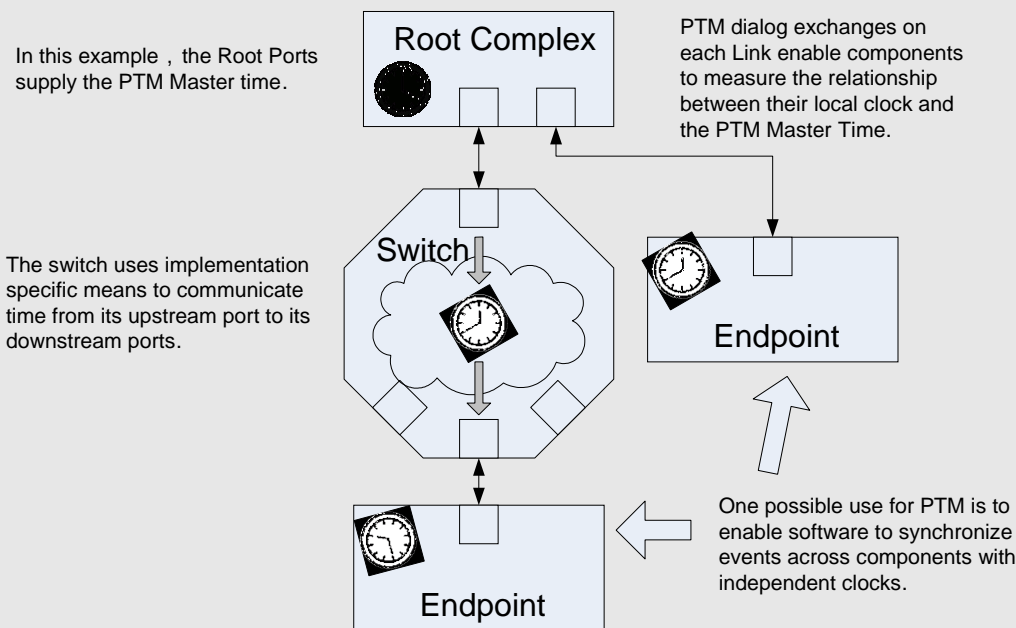 In this example , the Root Ports
supply the PTM Master time.
Root Complex
PTM dialog exchanges on
each Link enable components
to measure the relationship
between their local clock and
the PTM Master Time.
Switch
The switch uses implementation
specific means to communicate
time from its upstream port to its
downstream ports.
Endpoint
One possible use for PTM is to
enable software to synchronize
events across components with
independent clocks.
Endpoint